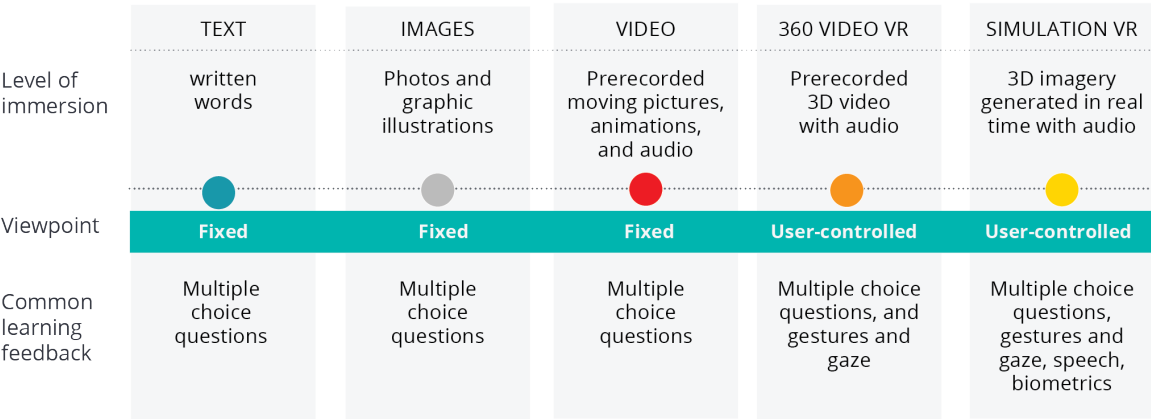 TEXT IMAGES VIDEO 360 VIDEO VR SIMULATION VR
Level of
immersion
written
words
Photos and
graphic
illustrations
Prerecorded
moving pictures,
animations,
and audio
Prerecorded
3D video
with audio
3D imagery
generated in real
time with audio
Viewpoint
Fixed Fixed Fixed User-controlled User-controlled
Common
learning
feedback
Multiple
choice
questions
Multiple
choice
questions
Multiple
choice
questions
Multiple choice
questions, and
gestures and
gaze
Multiple choice
questions,
gestures and
gaze, speech,
biometrics